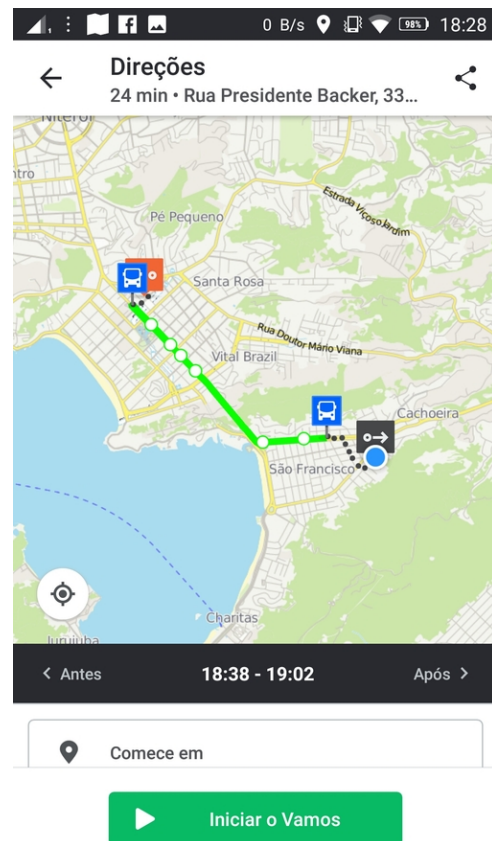 0 B/s 98% 18:28
Direções
24 min • Rua Presidente Backer, 33...
Niterói
ntro
Estrada Viçoso Jardim
Pé Pequeno
Santa Rosa
Rua Doutor Mário Viana
Vital Brazil
Cachoeira
São Francisco
Charitas
Jurujuba
Antes 18:38 - 19:02 Após
Comece em
Iniciar o Vamos